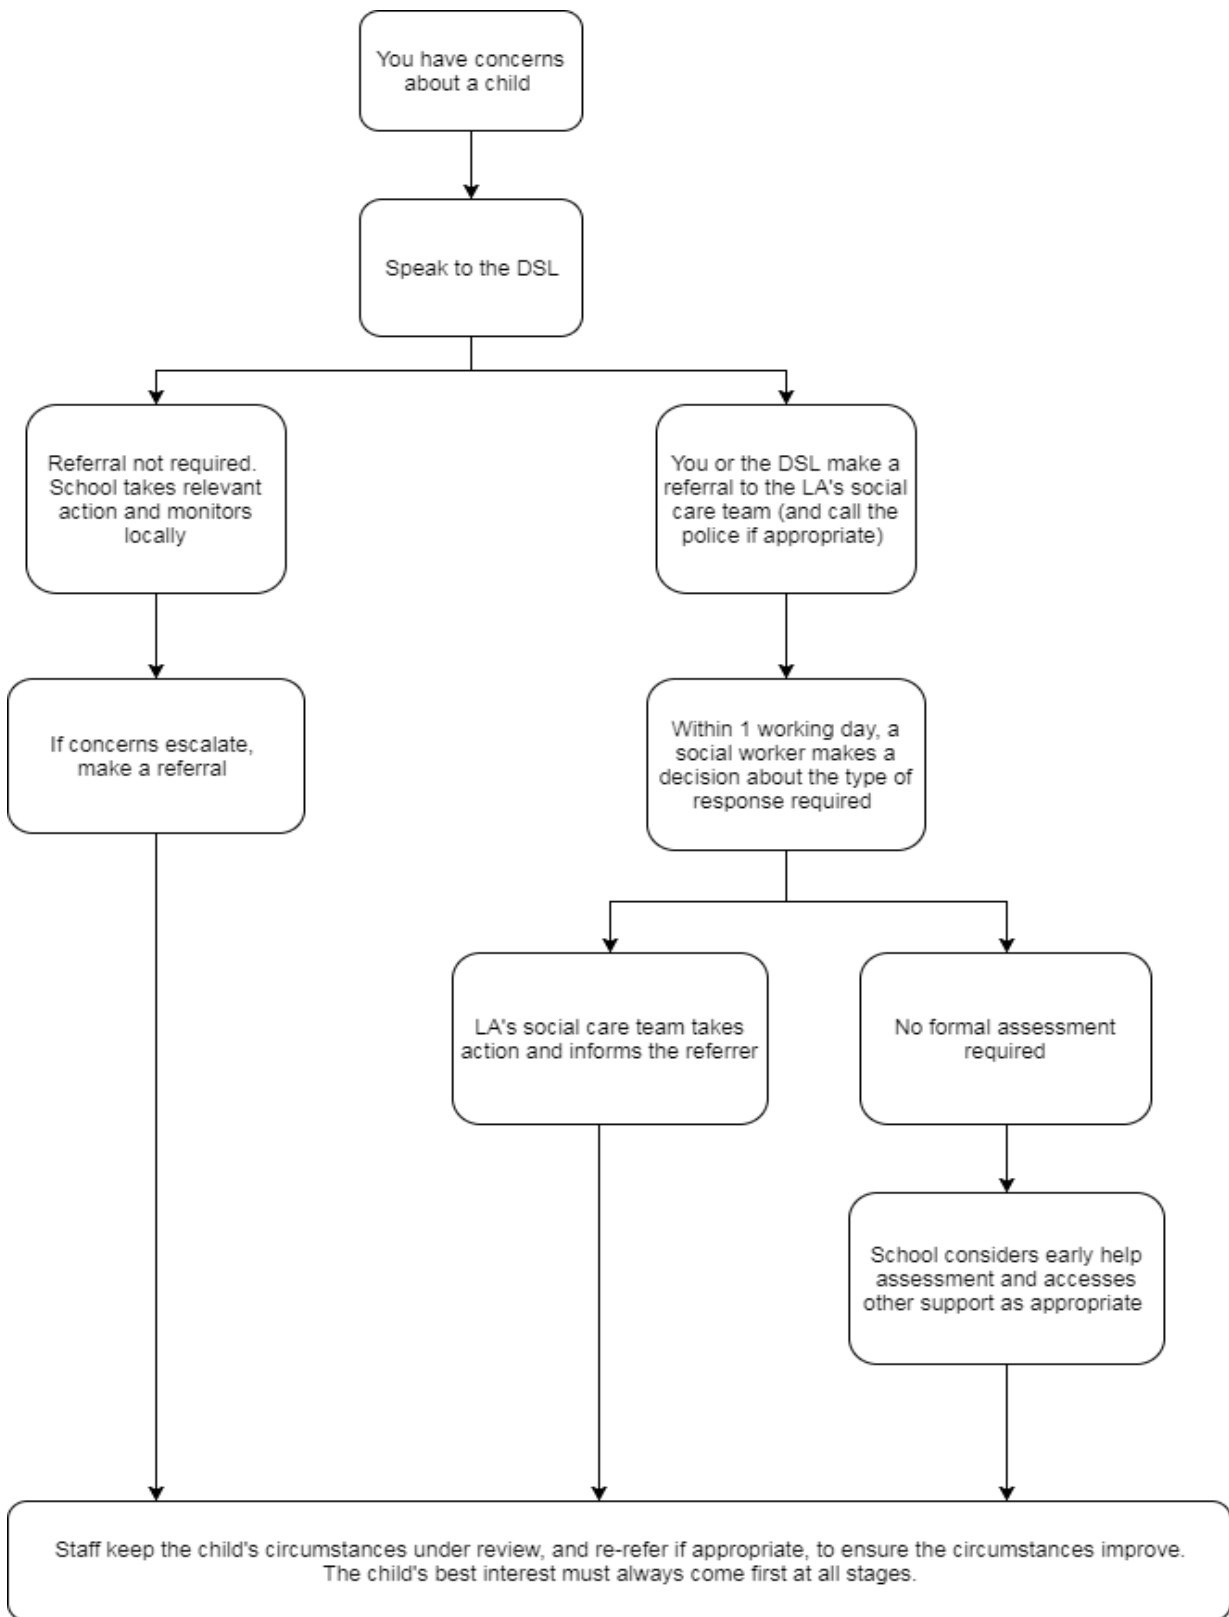 You have concerns
about a child
Speak to the DSL
Referral not required.
School takes relevant
action and monitors
locally
You or the DSL make a
referral to the LA's social
care team (and call the
police if appropriate)
If concerns escalate,
make a referral
Within 1 working day, a
social worker makes a
decision about the type of
response required
LA's social care team takes
action and informs the referrer
No formal assessment
required
School considers early help
assessment and accesses
other support as appropriate
Staff keep the child's circumstances under review, and re-refer if appropriate, to ensure the circumstances improve.
The child's best interest must always come first at all stages.